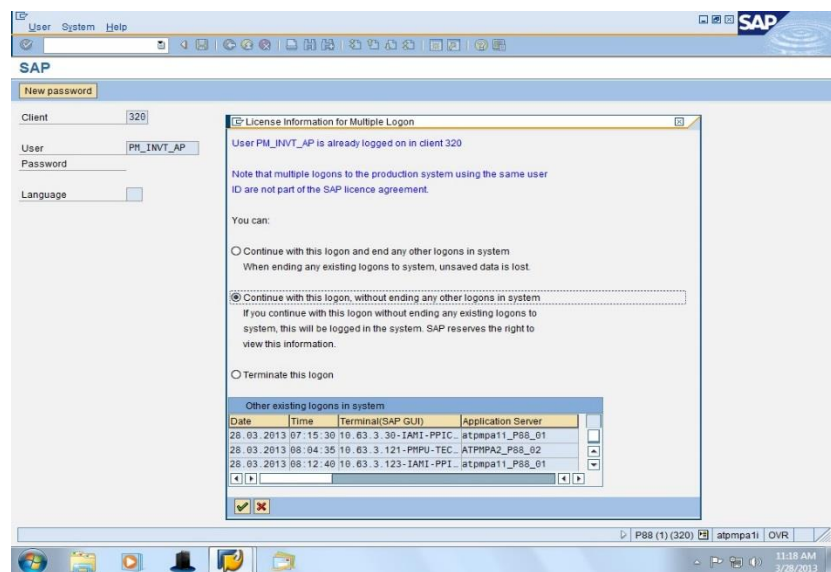 User System Help
SAP
SAP
New password
Client 320
User PM_INVT_AP
Password
Language
License Information for Multiple Logon
User PM_INVT_AP is already logged on in client 320
Note that multiple logons to the production system using the same user
ID are not part of the SAP licence agreement.
You can:
Continue with this logon and end any other logons in system
When ending any existing logons to system, unsaved data is lost.
Continue with this logon, without ending any other logons in system
If you continue with this logon without ending any existing logons to
system, this will be logged in the system. SAP reserves the right to
view this information.
Terminate this logon
Other existing logons in system
Date Time Terminal(SAP GUI) Application Server
28.03.2013 07:15:30 10.63.3.30-IAMI-PPIC… atpmpa11_P88_01
28.03.2013 08:04:35 10.63.3.121-PMPU-TEC… ATPMPA2_P88_02
28.03.2013 08:12:40 10.63.3.123-IAMI-PPI… atpmpa11_P88_01
P88 (1) (320) atpmpa1i OVR
11:18 AM
3/28/2013